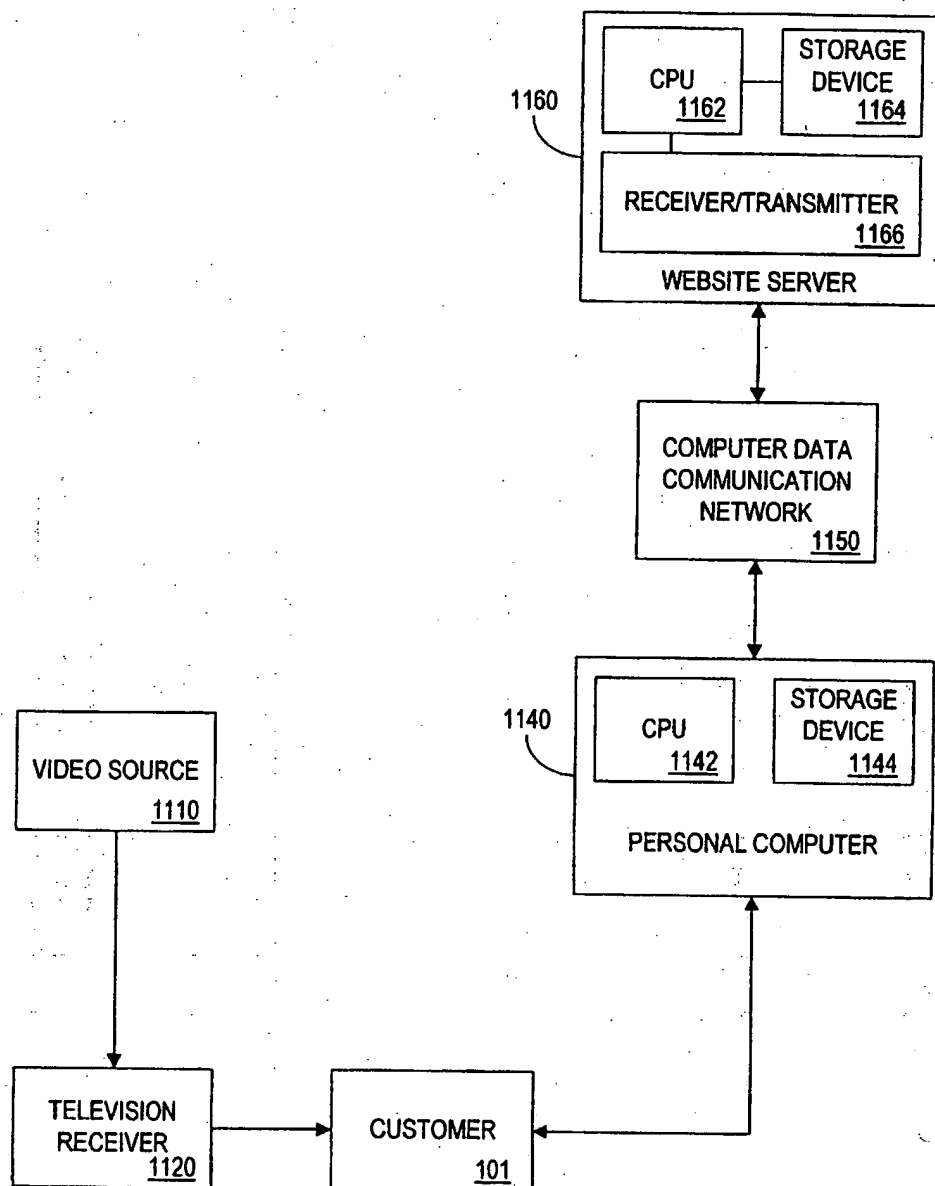 CPU
1162
STORAGE
DEVICE
1164
1160
RECEIVER/TRANSMITTER
1166
WEBSITE SERVER
COMPUTER DATA
COMMUNICATION
NETWORK
1150
1140
CPU
1142
STORAGE
DEVICE
1144
PERSONAL COMPUTER
VIDEO SOURCE
1110
TELEVISION
RECEIVER
1120
CUSTOMER
101